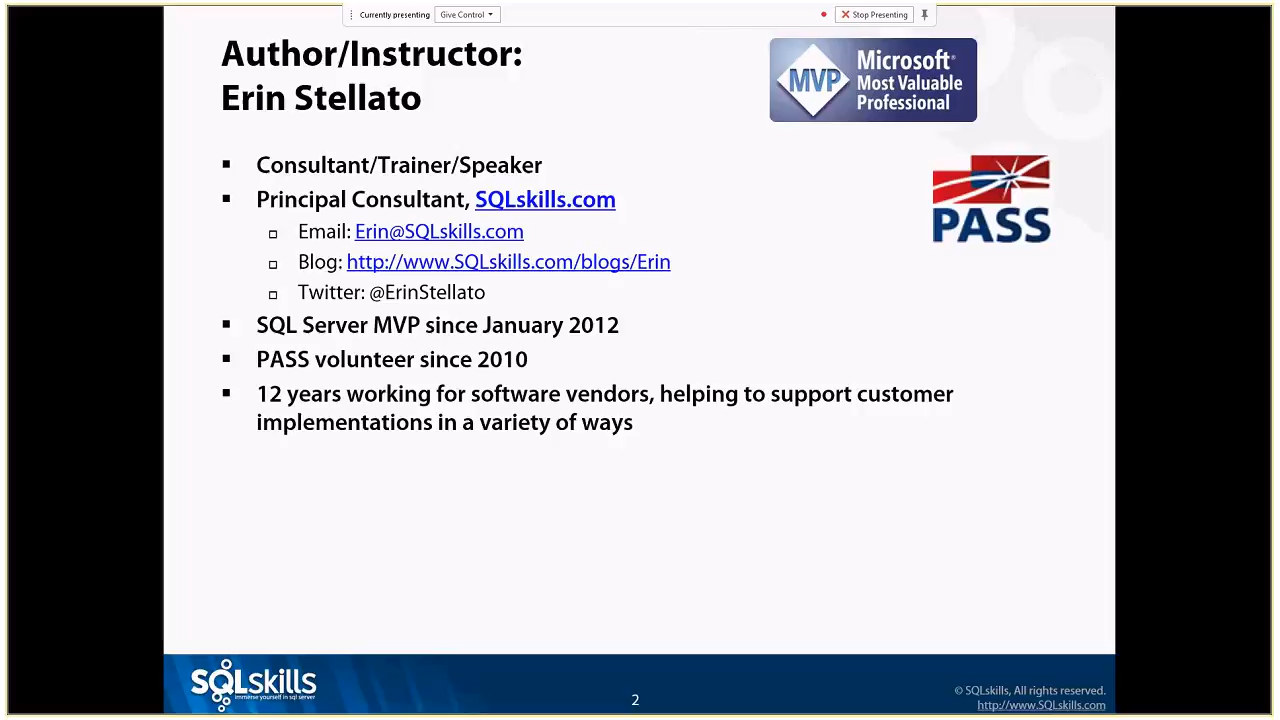 Currently presenting Give Control Stop Presenting
Author/Instructor:
Erin Stellato
MVP
Microsoft®
Most Valuable
Professional
PASS
Consultant/Trainer/Speaker
Principal Consultant, SQLskills.com
Email: Erin@SQLskills.com
Blog: http://www.SQLskills.com/blogs/Erin
Twitter: @ErinStellato
SQL Server MVP since January 2012
PASS volunteer since 2010
12 years working for software vendors, helping to support customer
implementations in a variety of ways
SQLskills
immerse yourself in sql server
2
© SQLskills, All rights reserved.
http://www.SQLskills.com